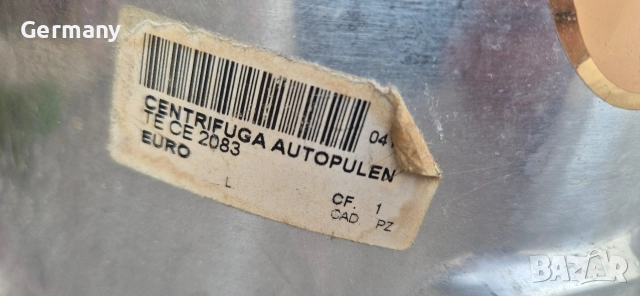 Germany
04
CENTRIFUGA AUTOPULEN
TE CE 2083
EURO
L
CF. 1
CAD. PZ
BAZAR